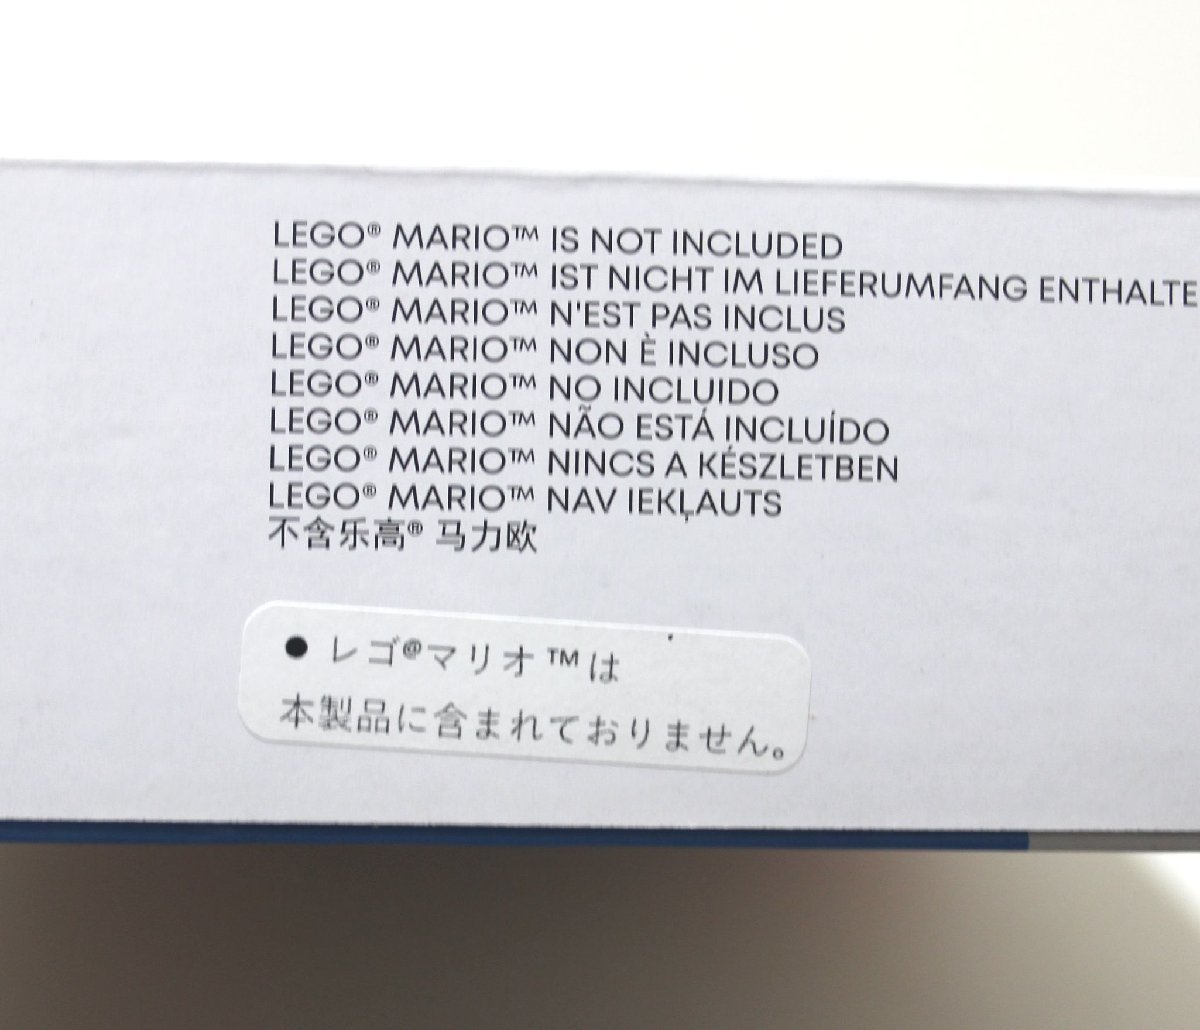 LEGO® MARIO™ IS NOT INCLUDED
LEGO® MARIO™ IST NICHT IM LIEFERUMFANG ENTHALTE
LEGO® MARIO™ N'EST PAS INCLUS
LEGO® MARIO™ NON È INCLUSO
LEGO® MARIO™ NO INCLUIDO
LEGO® MARIO™ NÃO ESTÁ INCLUÍDO
LEGO® MARIO™ NINCS A KÉSZLETBEN
LEGO® MARIO™ NAV IEKĻAUTS
不含乐高® 马力欧
● レゴ®マリオ™は
本製品に含まれておりません。